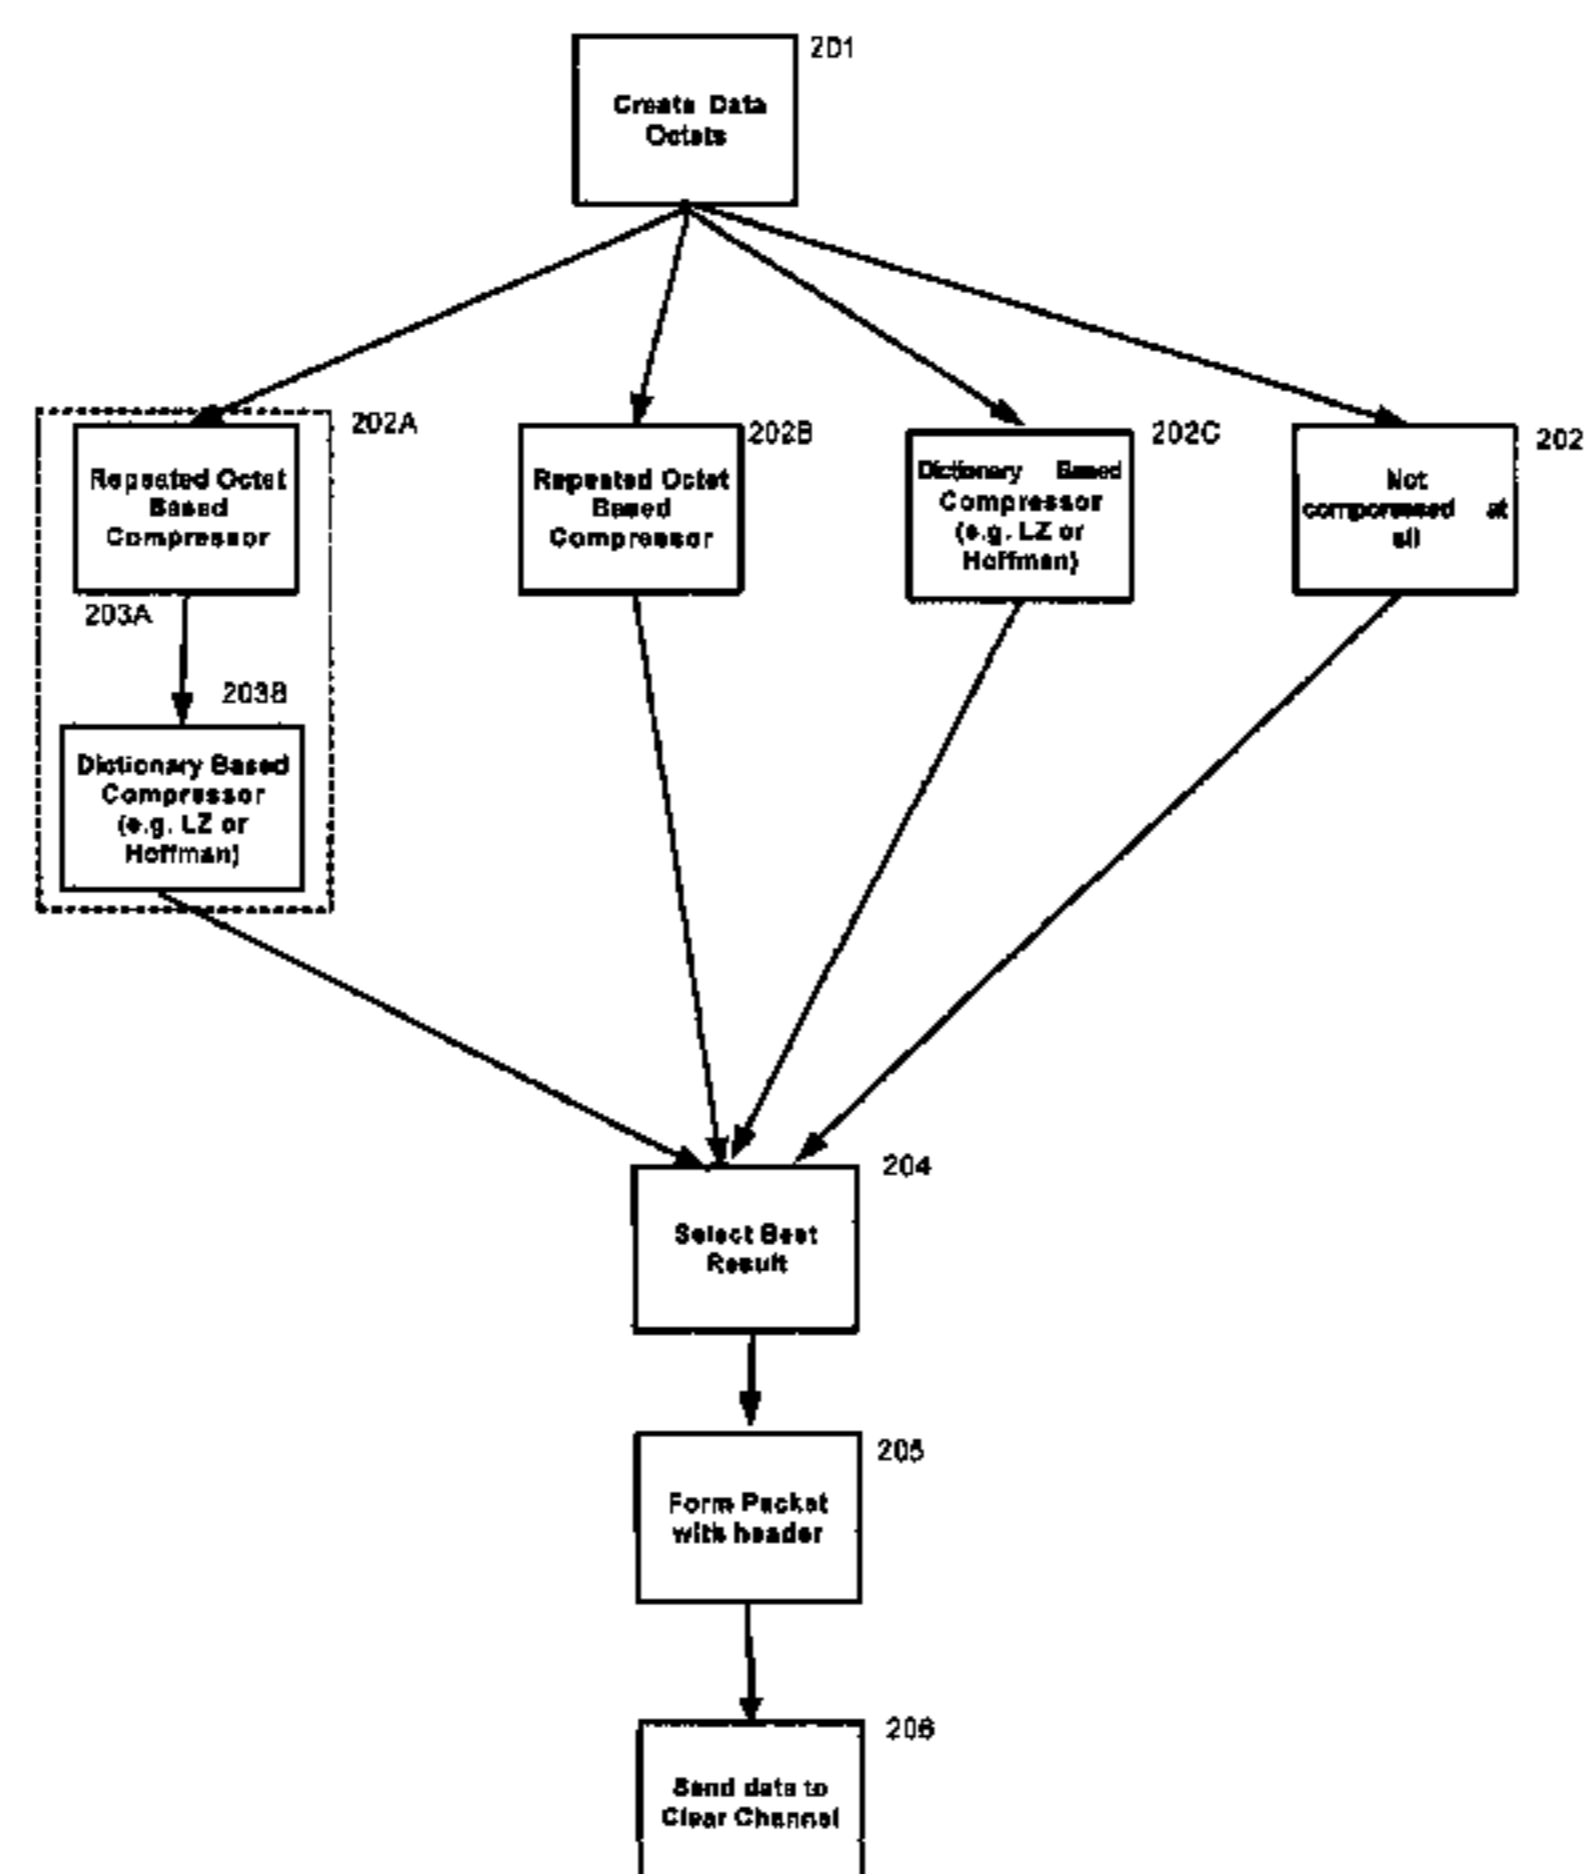 201
Create Data
Octets
202A
Repeated Octet
Based
Compressor
203A
203B
Dictionary Based
Compressor
(e.g. LZ or
Hoffman)
202B
Repeated Octet
Based
Compressor
202C
Dictionary Based
Compressor
(e.g. LZ or
Hoffman)
202
Not
comporessed at
all
204
Select Best
Result
205
Form Packet
with header
206
Send data to
Clear Channel